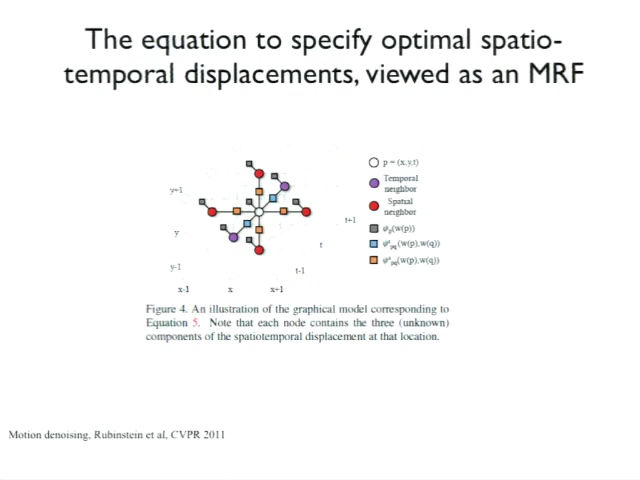 The equation to specify optimal spatio-
temporal displacements, viewed as an MRF
p = (x,y,t)
Temporal
neighbor
Spatial
neighbor
ψp(w(p))
ψtpq(w(p),w(q))
ψspq(w(p),w(q))
y+1
y
y-1
t+1
t
t-1
x-1 x x+1
Figure 4. An illustration of the graphical model corresponding to
Equation 5. Note that each node contains the three (unknown)
components of the spatiotemporal displacement at that location.
Motion denoising, Rubinstein et al, CVPR 2011